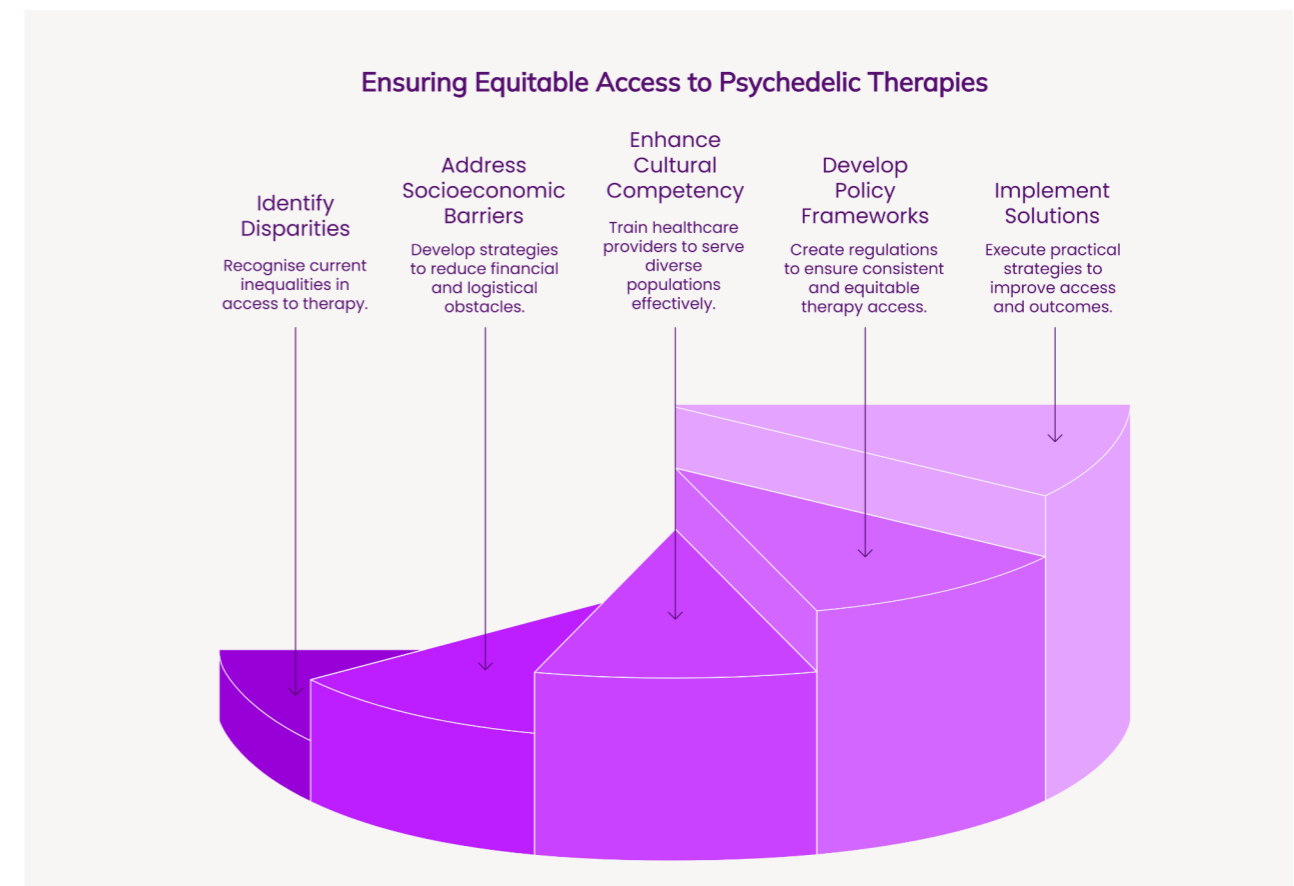 Ensuring Equitable Access to Psychedelic Therapies
Identify
Disparities
Recognise current
inequalities in
access to therapy.
Address
Socioeconomic
Barriers
Develop strategies
to reduce financial
and logistical
obstacles.
Enhance
Cultural
Competency
Train healthcare
providers to serve
diverse
populations
effectively.
Develop
Policy
Frameworks
Create regulations
to ensure consistent
and equitable
therapy access.
Implement
Solutions
Execute practical
strategies to
improve access
and outcomes.